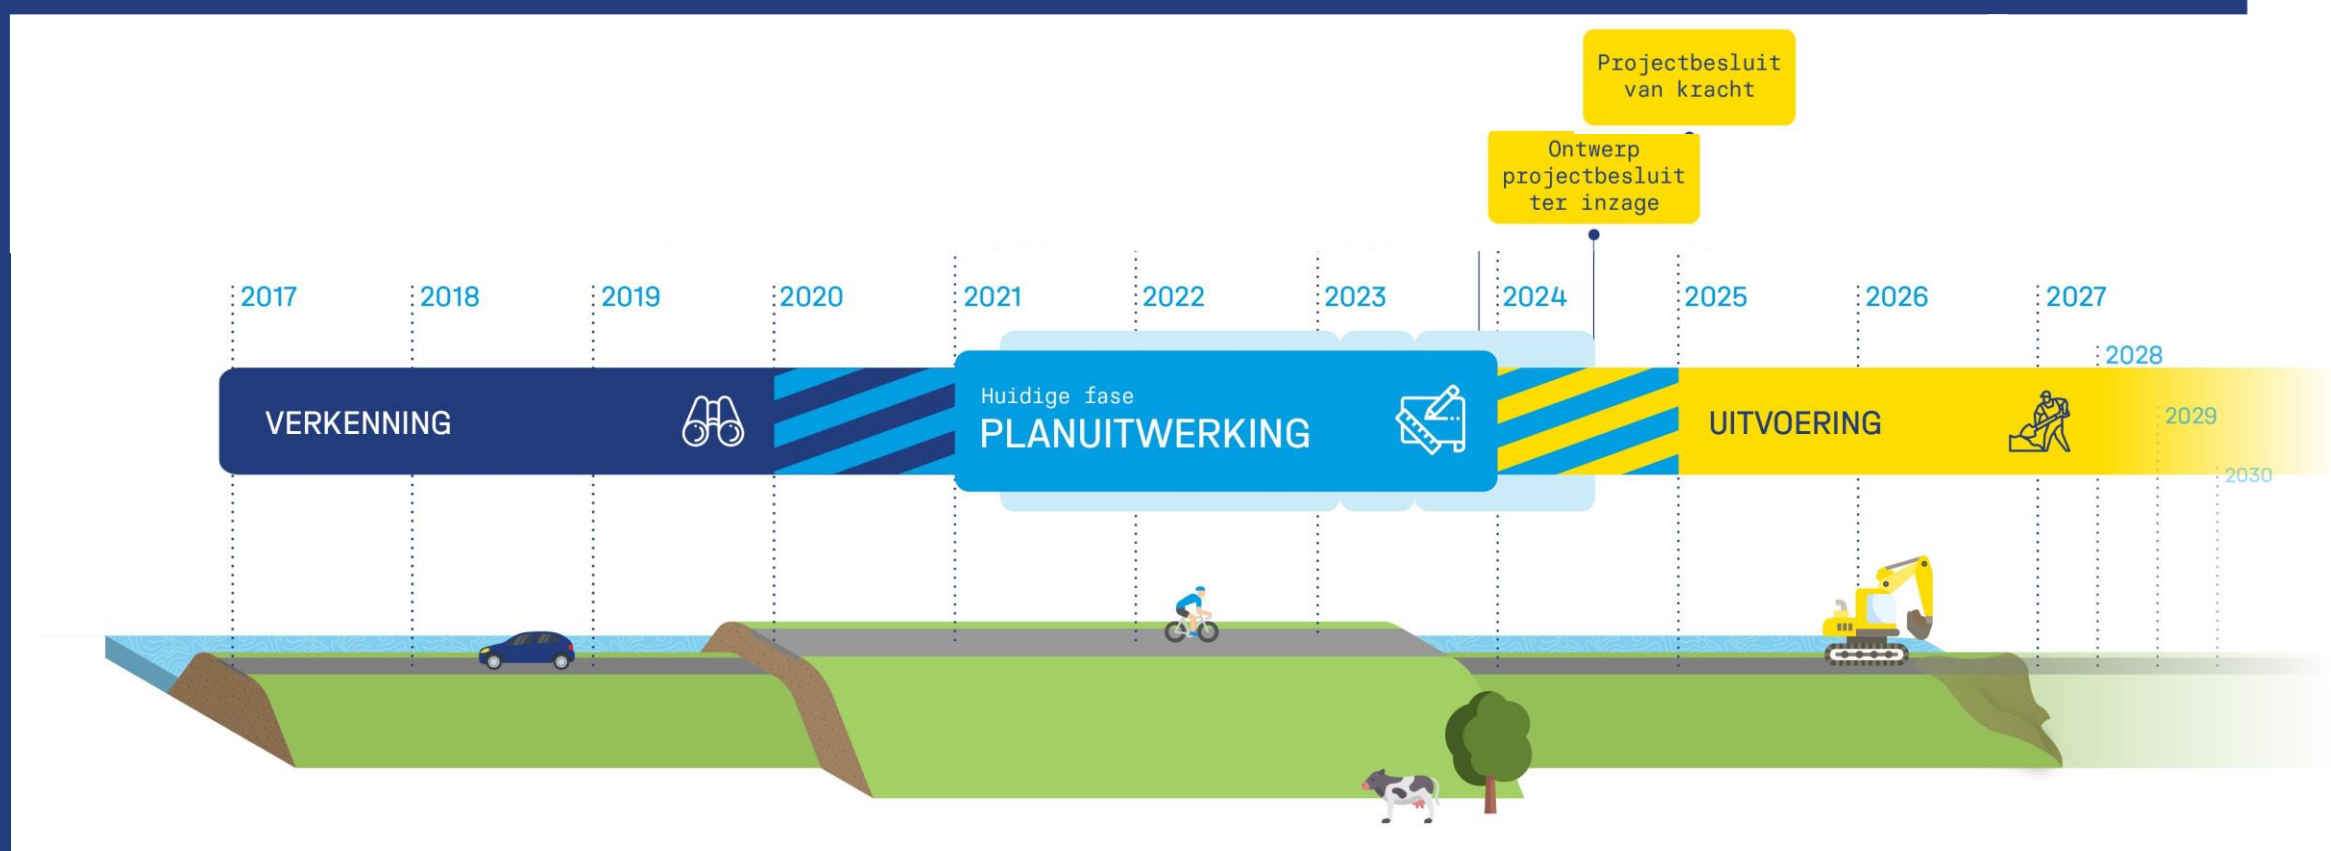 Projectbesluit
van kracht
Ontwerp
projectbesluit
ter inzage
2017
2018
2019
2020
2021
2022
2023
2024
2025
2026
2027
2028
2029
2030
VERKENNING
Huidige fase
PLANUITWERKING
UITVOERING